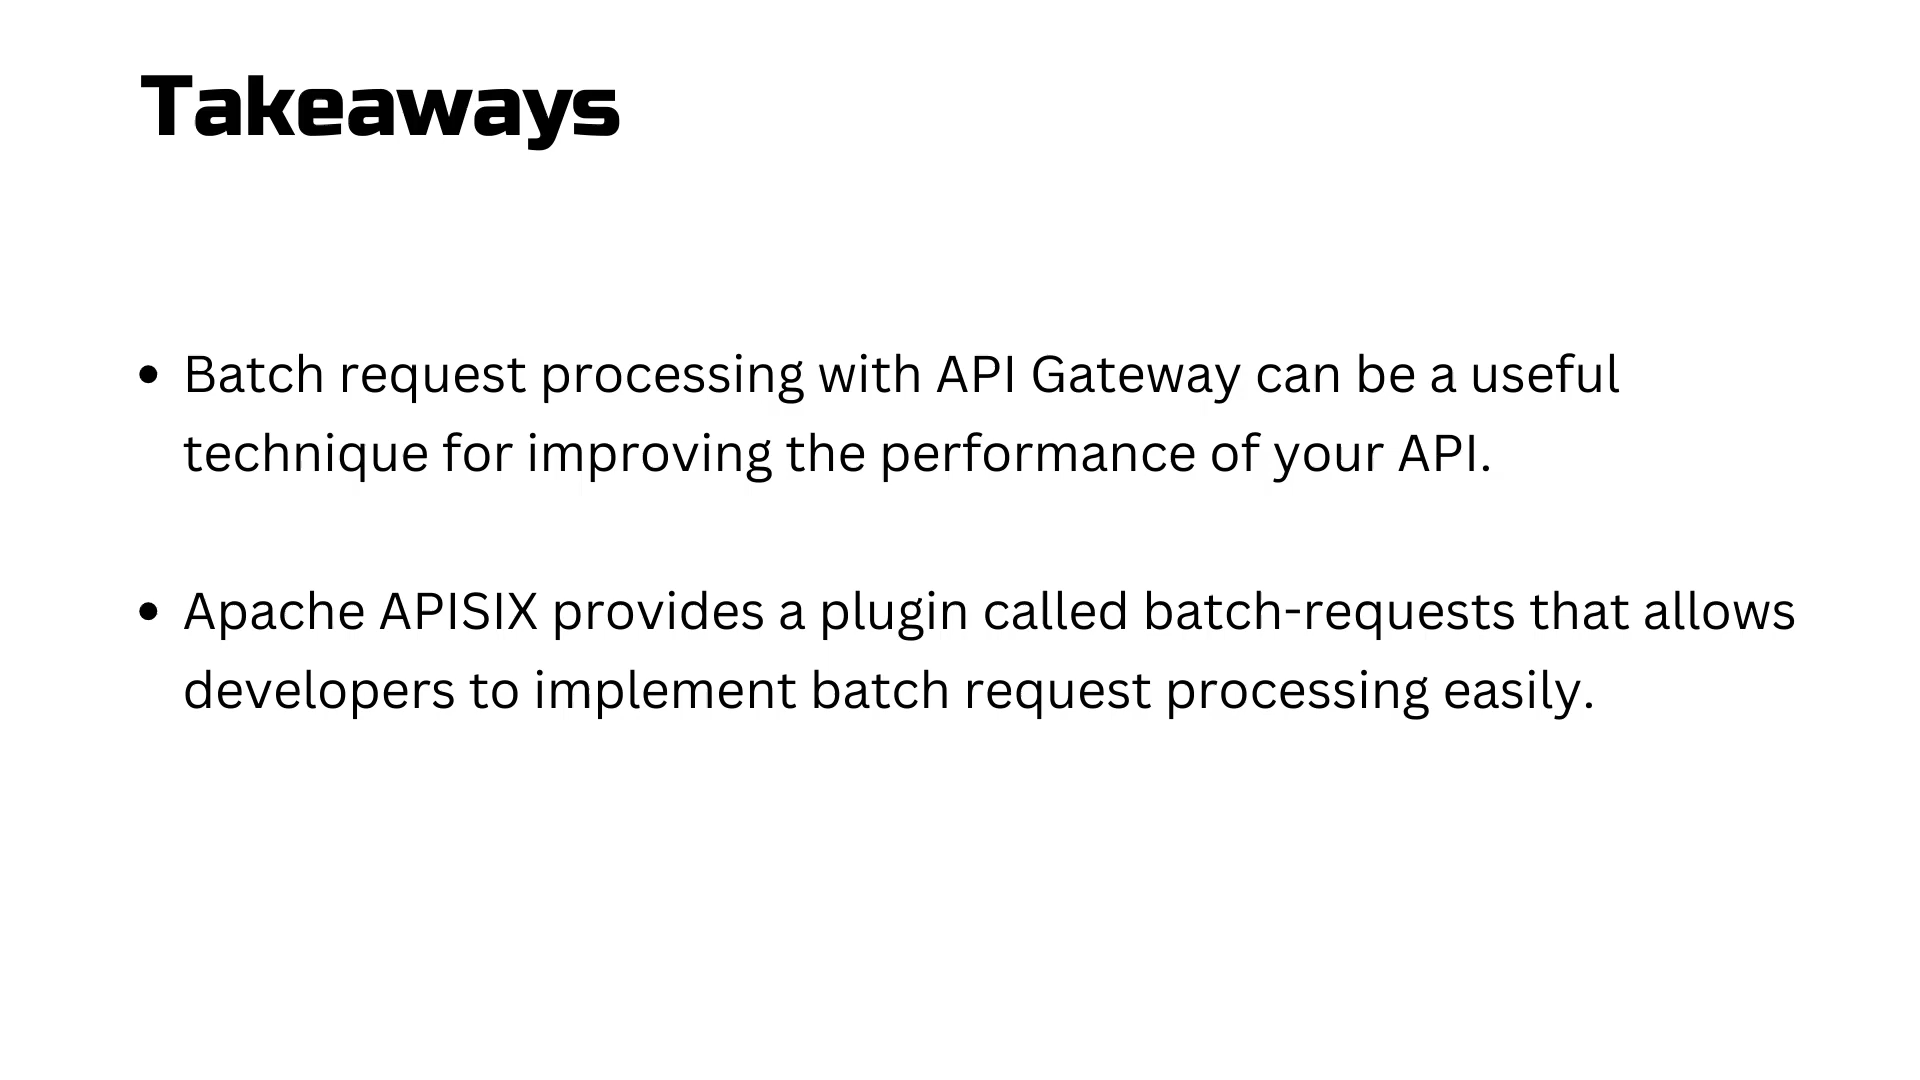 Takeaways
• Batch request processing with API Gateway can be a useful
technique for improving the performance of your API.
• Apache APISIX provides a plugin called batch-requests that allows
developers to implement batch request processing easily.